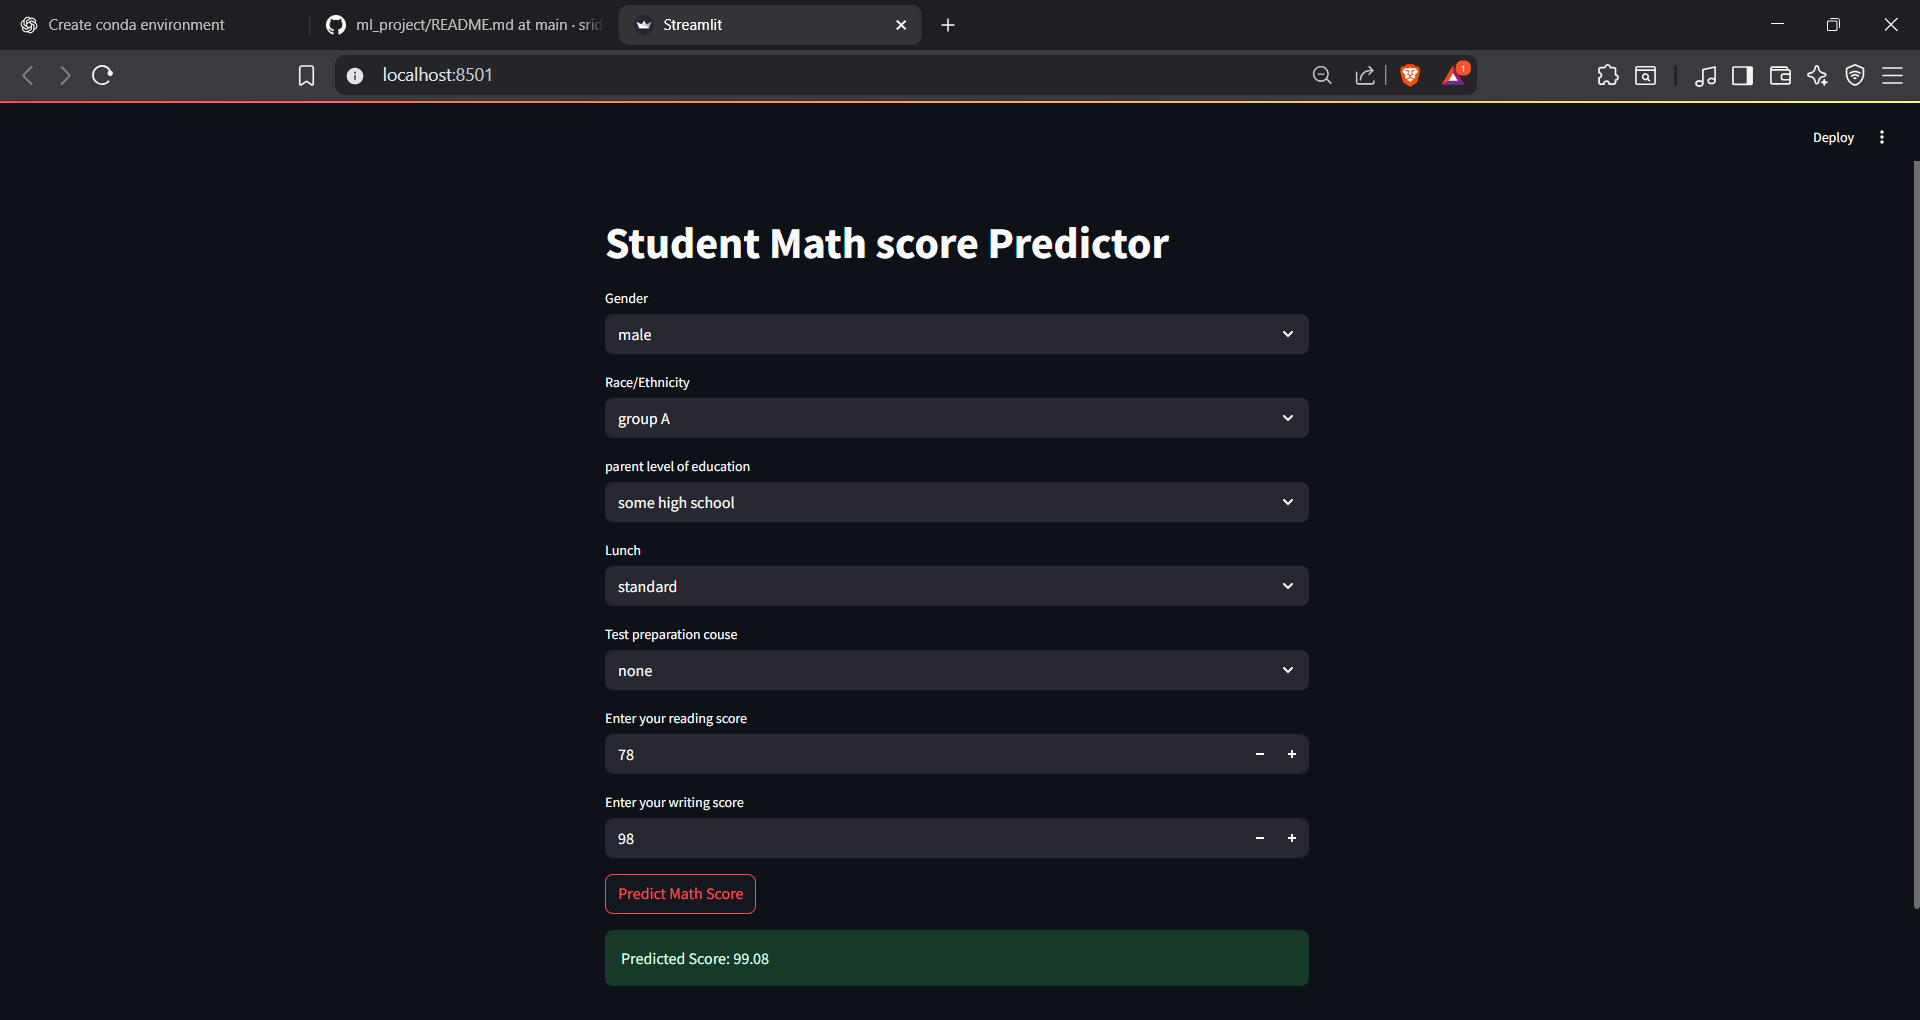 Create conda environment
ml_project/README.md at main · srid
Streamlit
localhost:8501
1
Deploy
Student Math score Predictor
Gender
male
Race/Ethnicity
group A
parent level of education
some high school
Lunch
standard
Test preparation couse
none
Enter your reading score
78
Enter your writing score
98
Predict Math Score
Predicted Score: 99.08